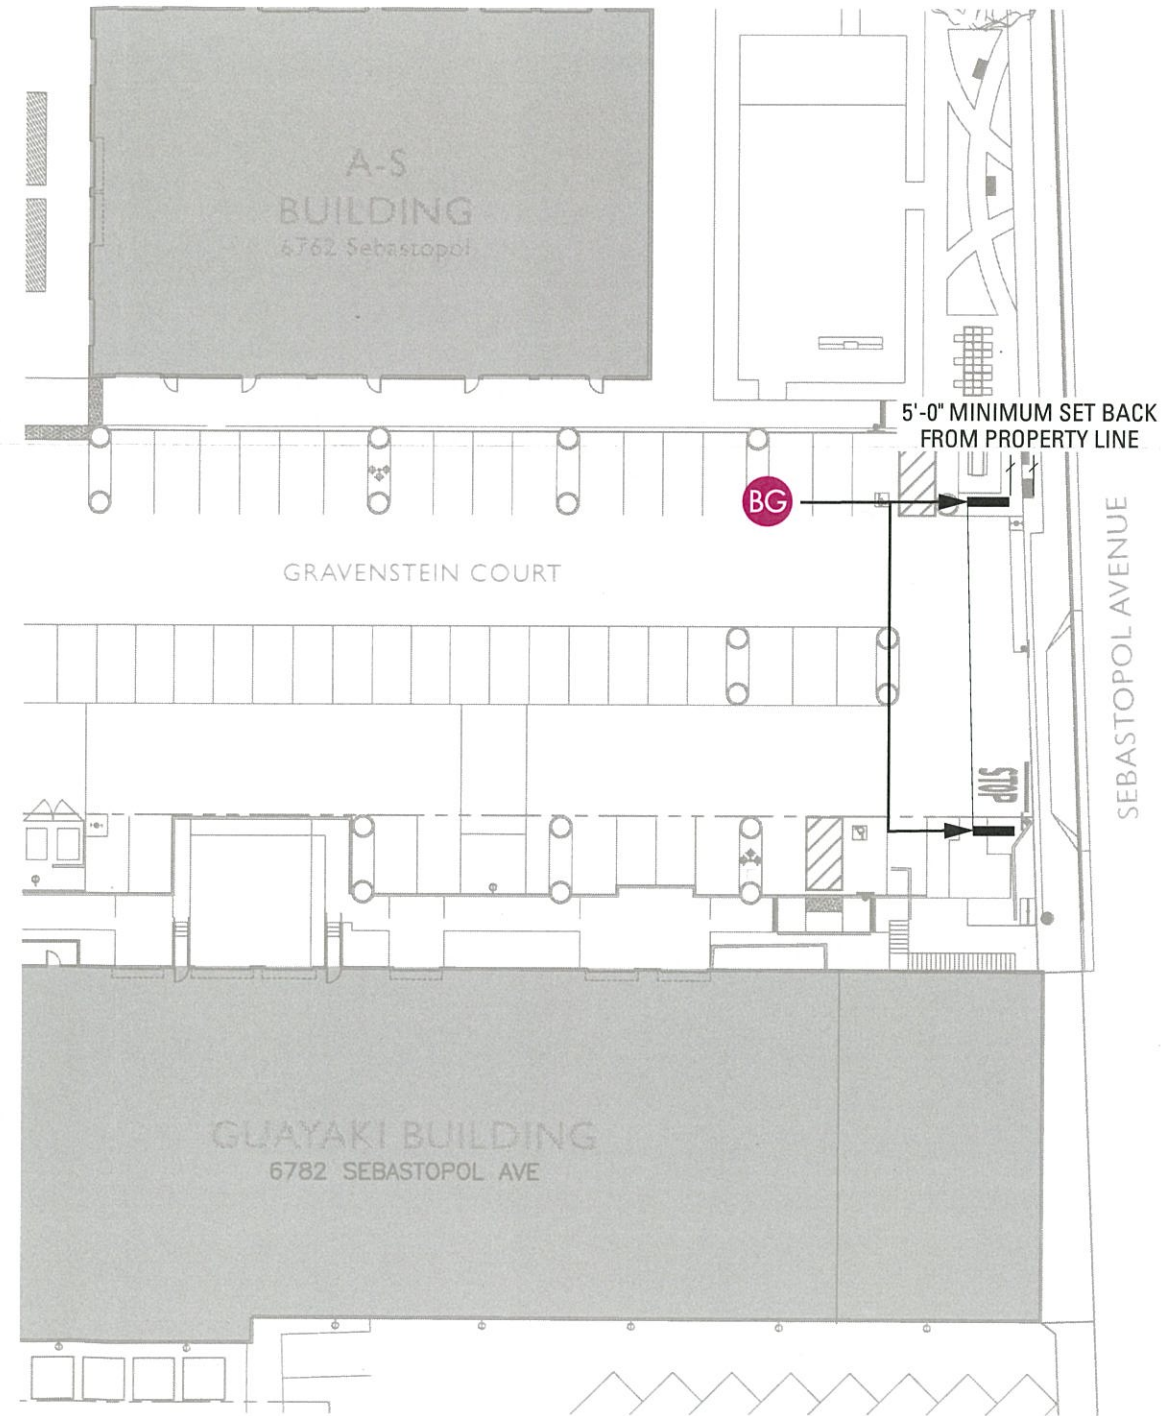 A-S
BUILDING
6762 Sebastopol
5'-0" MINIMUM SET BACK
FROM PROPERTY LINE
BG
GRAVENSTEIN COURT
SEBASTOPOL AVENUE
STOP
GUAYAKI BUILDING
6782 SEBASTOPOL AVE